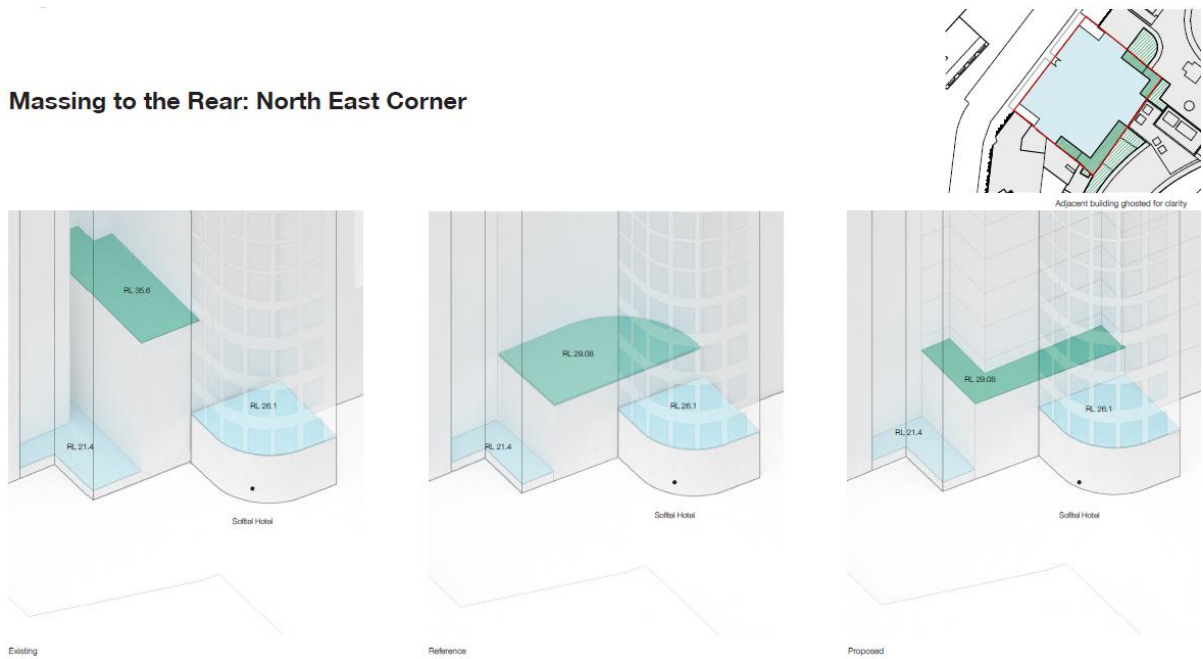 Massing to the Rear: North East Corner
Adjacent building ghosted for clarity
RL 35.6
RL 26.1
RL 21.4
Sofitel Hotel
Existing
RL 29.08
RL 26.1
RL 21.4
Sofitel Hotel
Reference
RL 29.08
RL 26.1
RL 21.4
Sofitel Hotel
Proposed